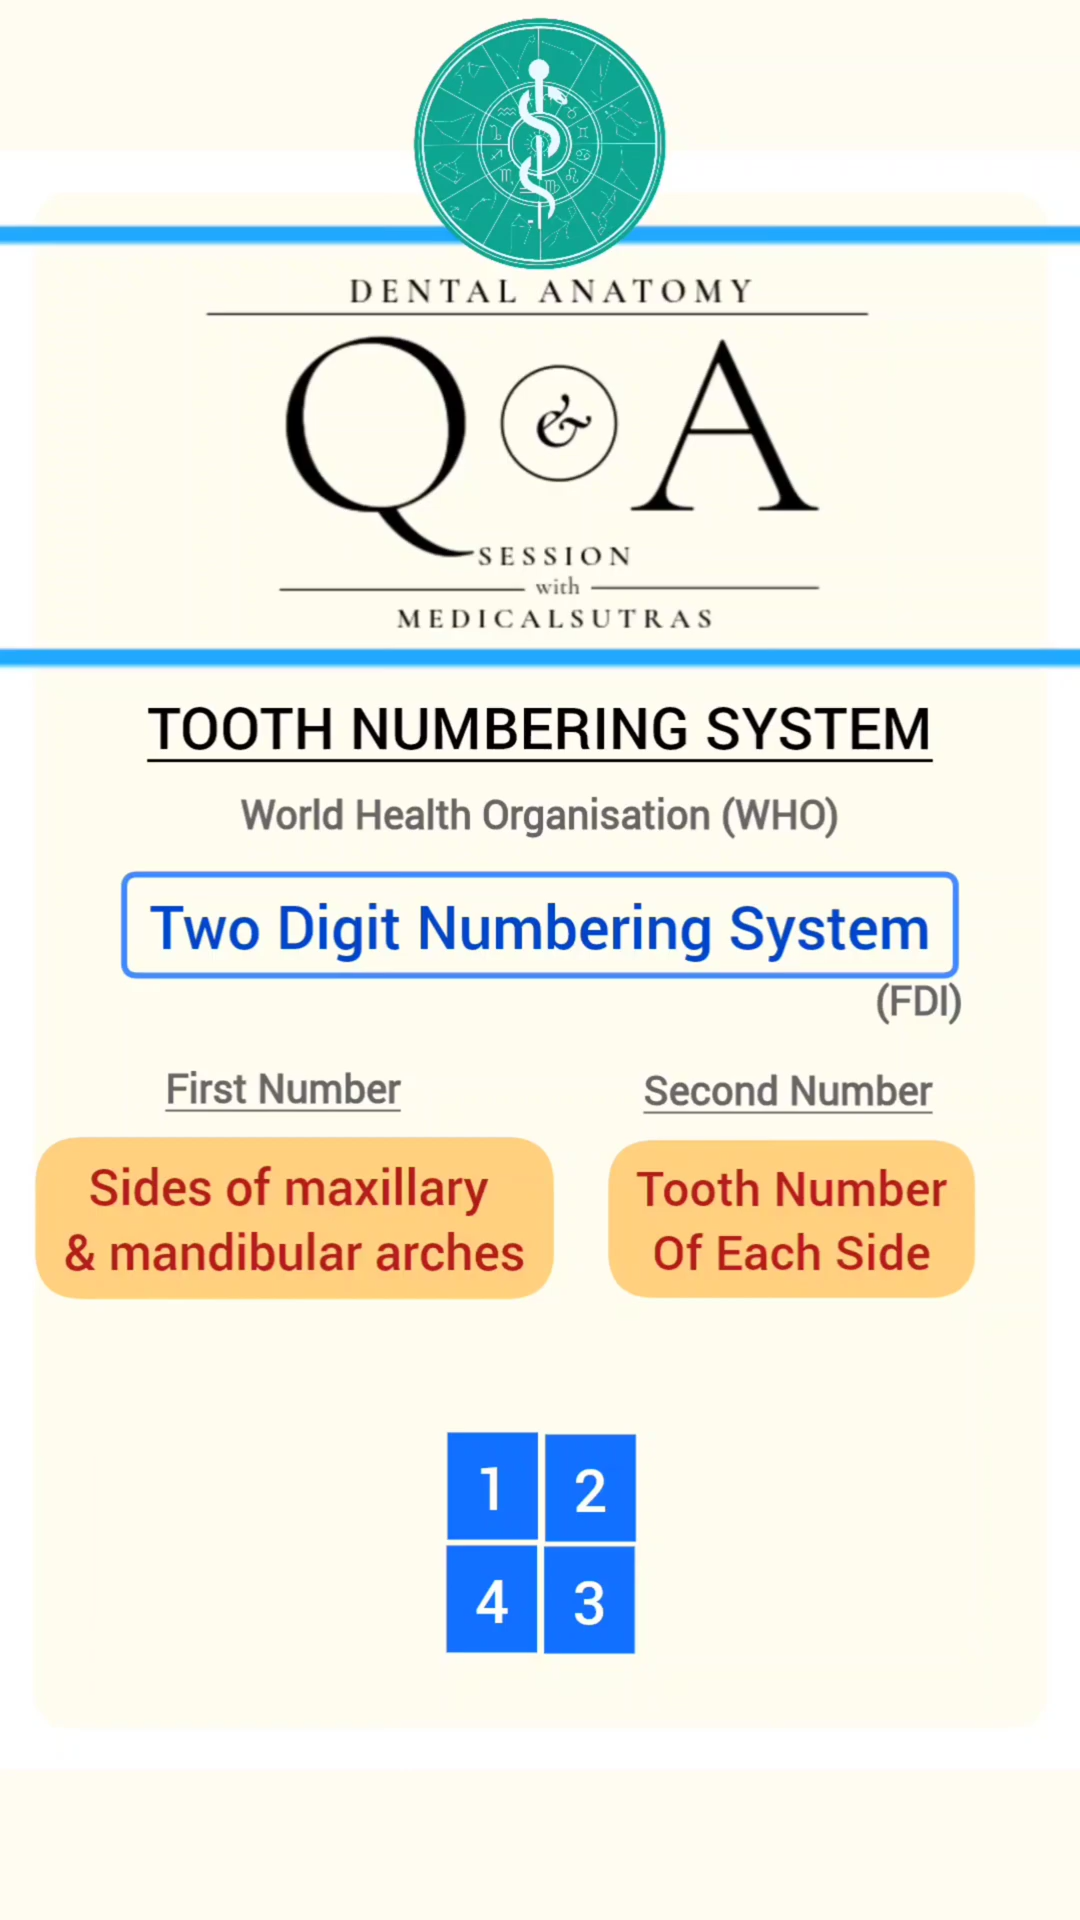 DENTAL ANATOMY
Q & A
SESSION
with
MEDICALSUTRAS
TOOTH NUMBERING SYSTEM
World Health Organisation (WHO)
Two Digit Numbering System
(FDI)
First Number
Second Number
Sides of maxillary
& mandibular arches
Tooth Number
Of Each Side
1 2
4 3